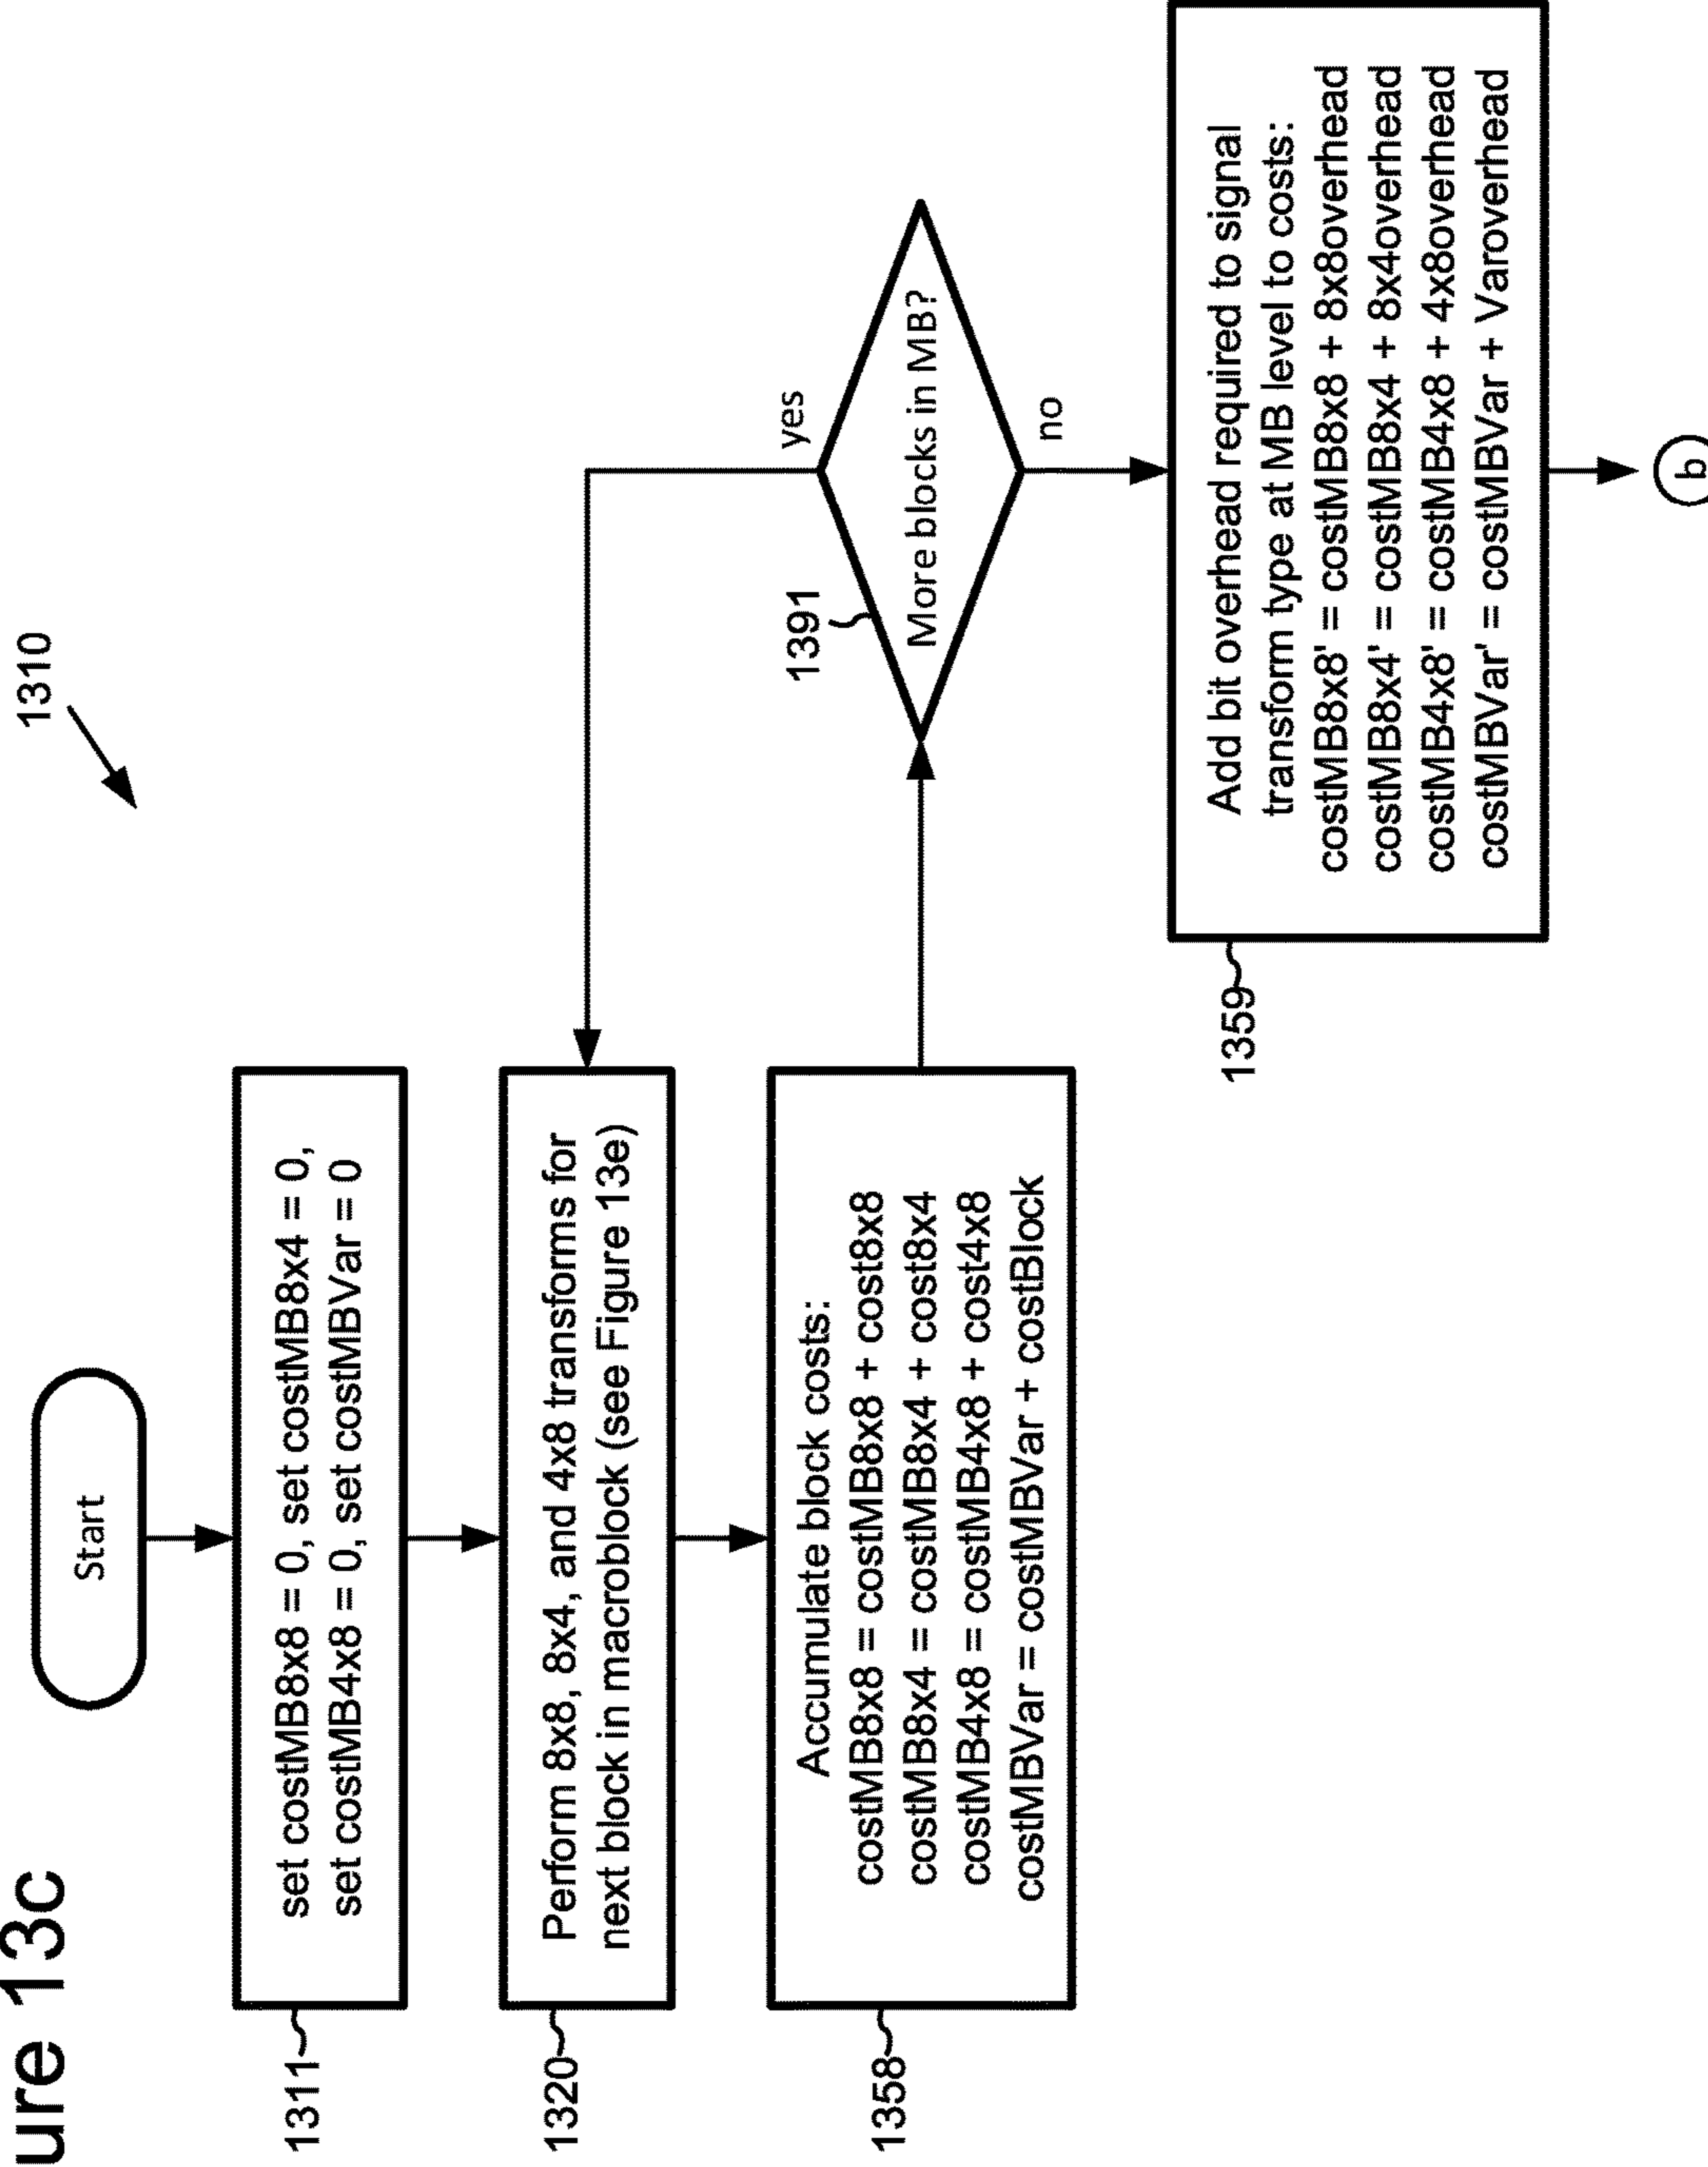 ure 13c
1310
Start
1311
set costMB8x8 = 0, set costMB8x4 = 0,
set costMB4x8 = 0, set costMBVar = 0
1320
Perform 8x8, 8x4, and 4x8 transforms for
next block in macroblock (see Figure 13e)
1358
Accumulate block costs:
costMB8x8 = costMB8x8 + cost8x8
costMB8x4 = costMB8x4 + cost8x4
costMB4x8 = costMB4x8 + cost4x8
costMBVar = costMBVar + costBlock
1391
More blocks in MB?
yes
no
1359
Add bit overhead required to signal
transform type at MB level to costs:
costMB8x8' = costMB8x8 + 8x8overhead
costMB8x4' = costMB8x4 + 8x4overhead
costMB4x8' = costMB4x8 + 4x8overhead
costMBVar' = costMBVar + Varoverhead
b